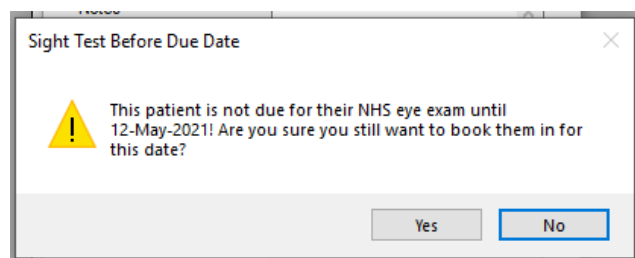 Notes
Sight Test Before Due Date
This patient is not due for their NHS eye exam until
12-May-2021! Are you sure you still want to book them in for
this date?
Yes
No